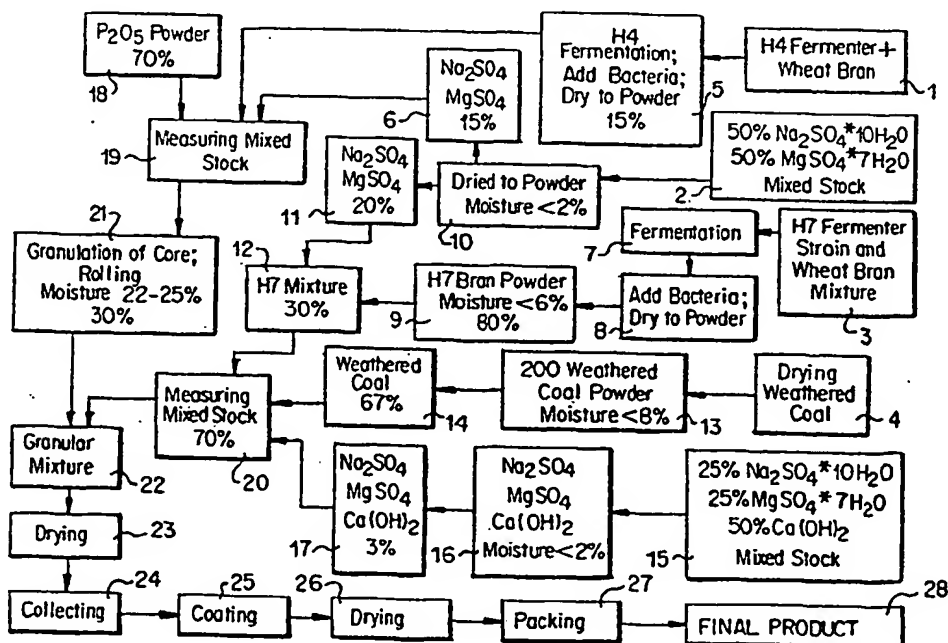 P2O5 Powder
70%
18
Measuring Mixed
Stock
19
Na2SO4
MgSO4
15%
6
H4
Fermentation;
Add Bacteria;
Dry to Powder
15%
5
H4 Fermenter+
Wheat Bran
1
50% Na2SO4*10H2O
50% MgSO4*7H2O
Mixed Stock
2
Dried to Powder
Moisture <2%
10
Na2SO4
MgSO4
20%
11
21
Granulation of Core;
Rolling
Moisture 22-25%
30%
12
H7 Mixture
30%
H7 Bran Powder
Moisture <6%
80%
9
7
Fermentation
Add Bacteria;
Dry to Powder
8
H7 Fermenter
Strain and
Wheat Bran
Mixture
3
Measuring
Mixed Stock
70%
20
Weathered
Coal
67%
14
200 Weathered
Coal Powder
Moisture <8%
13
Drying
Weathered
Coal
4
Granular
Mixture
22
Na2SO4
MgSO4
Ca(OH)2
3%
17
Na2SO4
MgSO4
Ca(OH)2
Moisture <2%
16
25% Na2SO4*10H2O
25% MgSO4*7H2O
50% Ca(OH)2
Mixed Stock
15
Drying
23
24
Collecting
25
Coating
26
Drying
27
Packing
28
FINAL PRODUCT